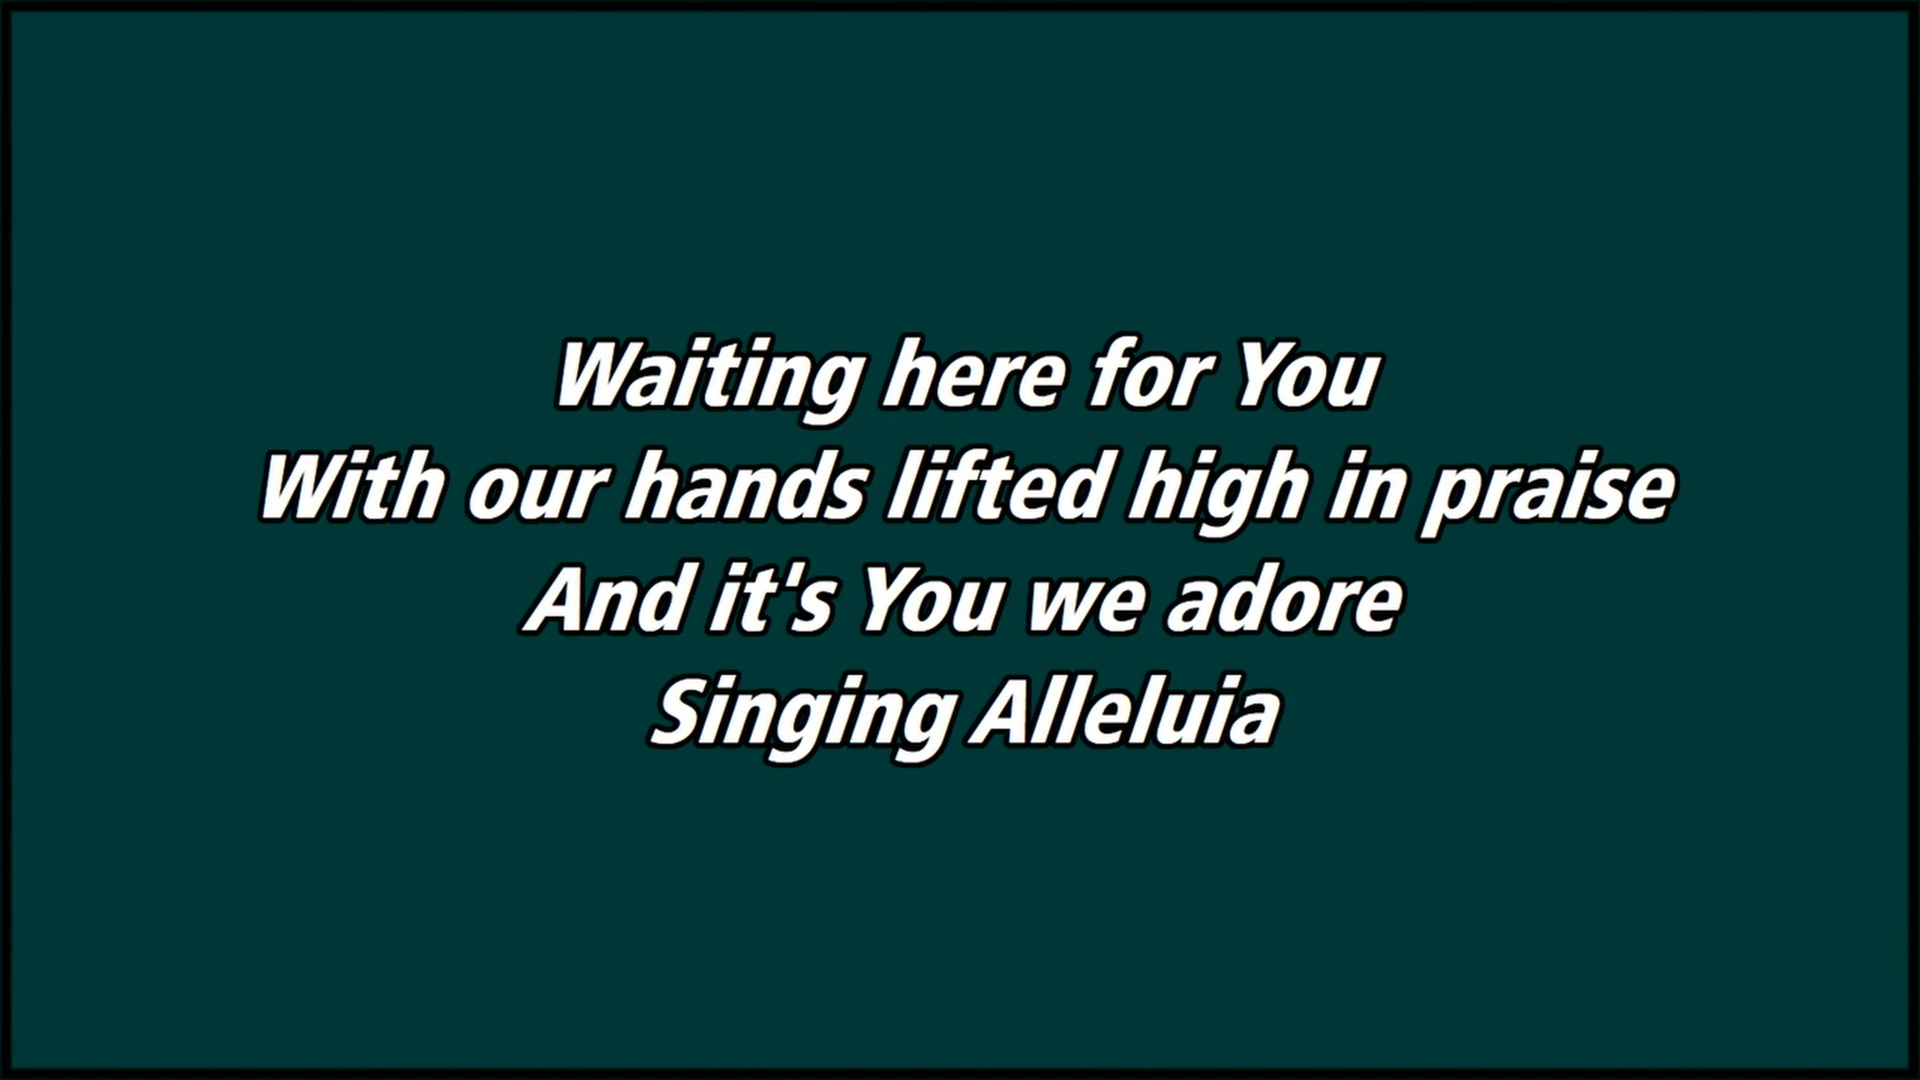 Waiting here for You
With our hands lifted high in praise
And it's You we adore
Singing Alleluia